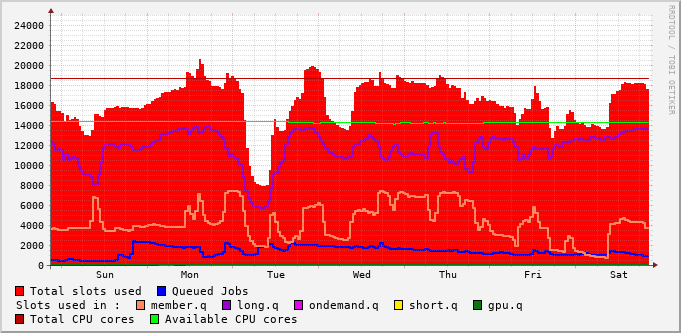 RRDTOOL / TOBI OETIKER
24000
22000
20000
18000
16000
14000
12000
10000
8000
6000
4000
2000
0
Sun Mon Tue Wed Thu Fri Sat
Total slots used Queued Jobs
Slots used in : member.q long.q ondemand.q short.q gpu.q
Total CPU cores Available CPU cores